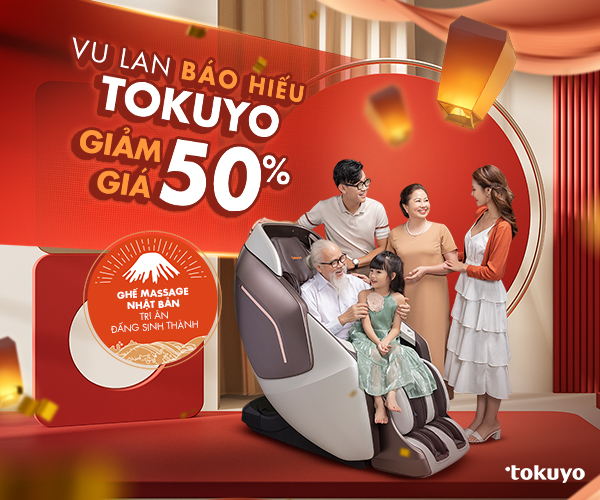 VU LAN BÁO HIẾU
TOKUYO
GIẢM
GIÁ
50%
GHẾ MASSAGE
NHẬT BẢN
TRI ÂN
ĐẤNG SINH THÀNH
tokuyo